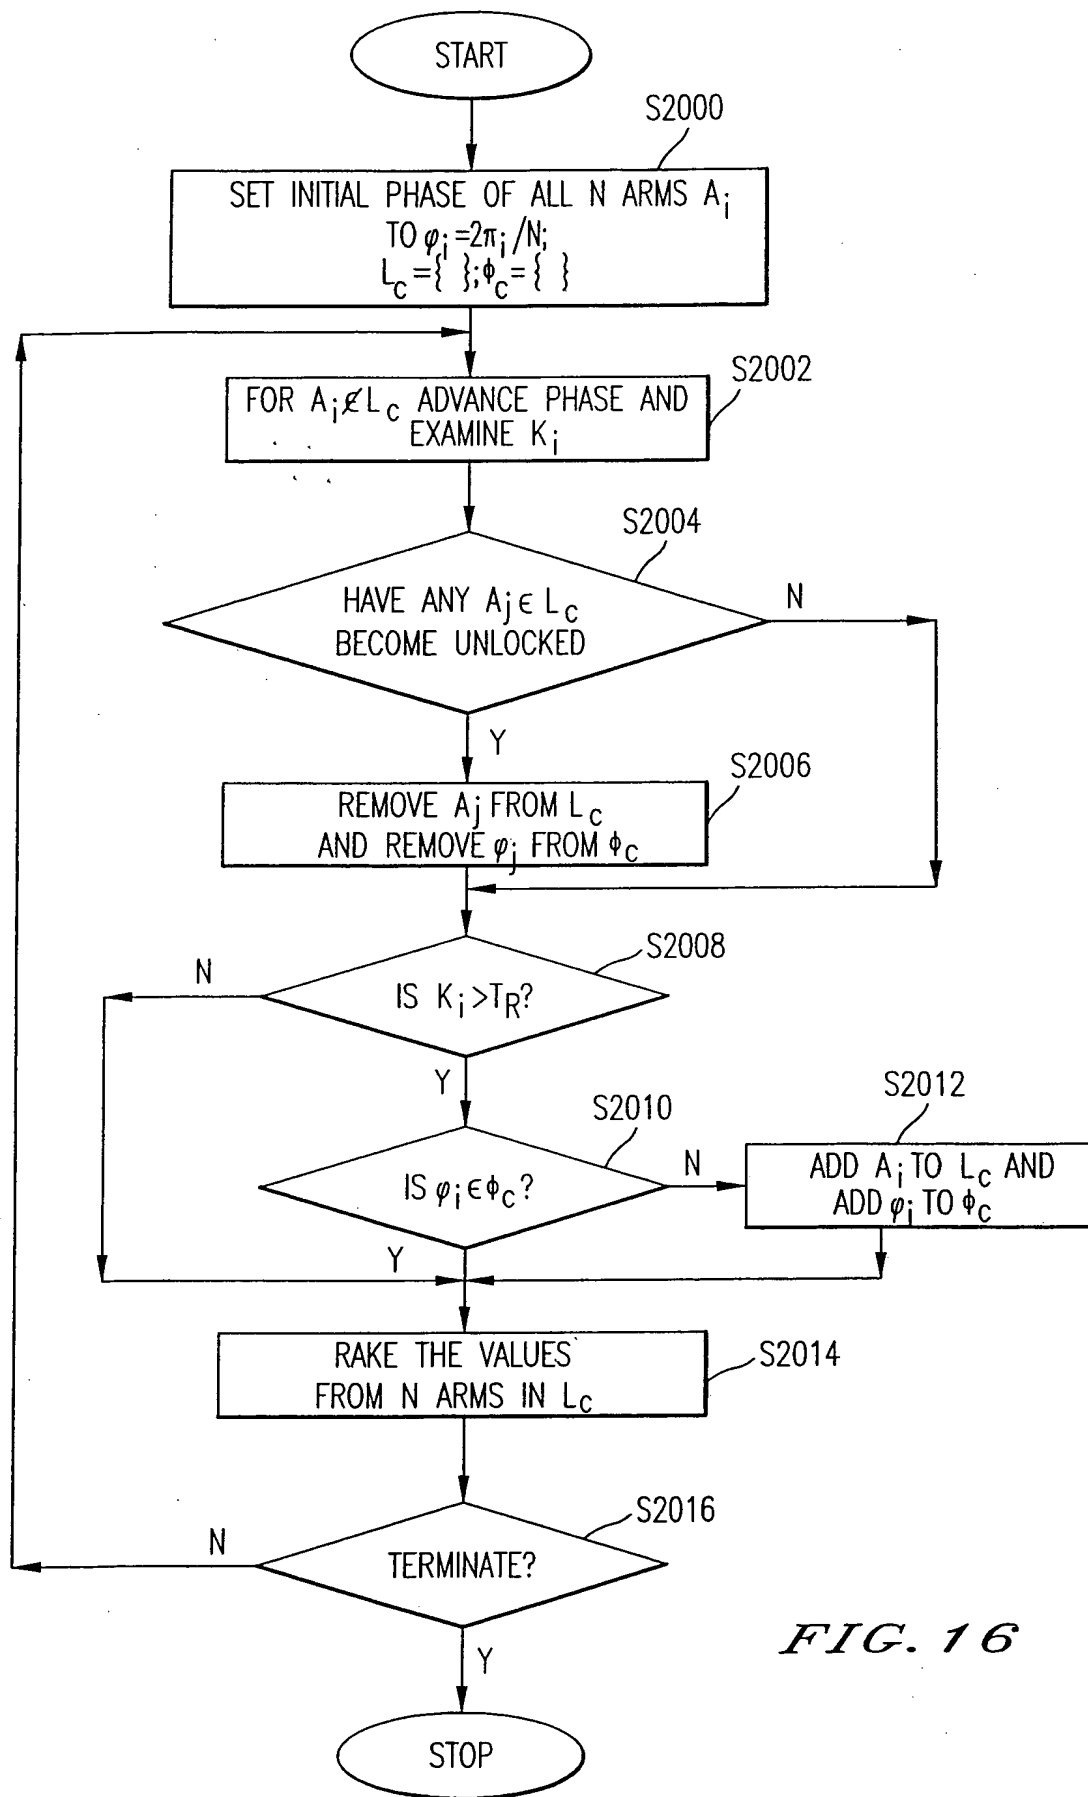 START
S2000
SET INITIAL PHASE OF ALL N ARMS Ai
TO φi=2πi/N;
Lc={ };ϕc={ }
S2002
FOR Ai∉Lc ADVANCE PHASE AND
EXAMINE Ki
S2004
HAVE ANY Aj∈ Lc
BECOME UNLOCKED
N
Y
S2006
REMOVE Aj FROM Lc
AND REMOVE φj FROM ϕc
S2008
IS Ki>TR?
N
Y
S2010
IS φi∈ϕc?
N
Y
S2012
ADD Ai TO Lc AND
ADD φi TO ϕc
RAKE THE VALUES
FROM N ARMS IN Lc
S2014
S2016
TERMINATE?
N
Y
STOP
FIG. 16